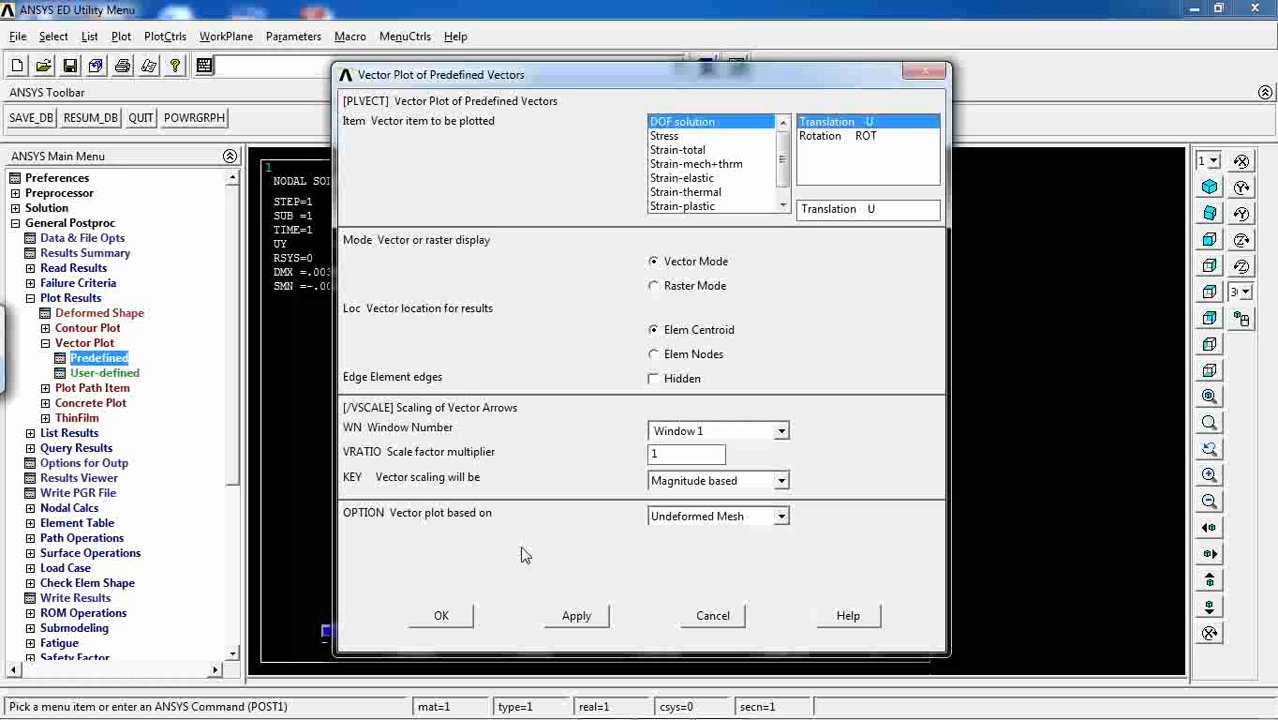 ANSYS ED Utility Menu
File Select List Plot PlotCtrls WorkPlane Parameters Macro MenuCtrls Help
ANSYS Toolbar
SAVE_DB RESUM_DB QUIT POWRGRPH
ANSYS Main Menu
Preferences
Preprocessor
Solution
General Postproc
Data & File Opts
Results Summary
Read Results
Failure Criteria
Plot Results
Deformed Shape
Contour Plot
Vector Plot
Predefined
User-defined
Plot Path Item
Concrete Plot
ThinFilm
List Results
Query Results
Options for Outp
Results Viewer
Write PGR File
Nodal Calcs
Element Table
Path Operations
Surface Operations
Load Case
Check Elem Shape
Write Results
ROM Operations
Submodeling
Fatigue
Safety Factor
1
NODAL SOL
STEP=1
SUB =1
TIME=1
UY
RSYS=0
DMX =.003
SMN =-.00
Vector Plot of Predefined Vectors
[PLVECT] Vector Plot of Predefined Vectors
Item Vector item to be plotted
DOF solution
Stress
Strain-total
Strain-mech+thrm
Strain-elastic
Strain-thermal
Strain-plastic
Translation U
Rotation ROT
Translation U
Mode Vector or raster display
Vector Mode
Raster Mode
Loc Vector location for results
Elem Centroid
Elem Nodes
Edge Element edges
Hidden
[/VSCALE] Scaling of Vector Arrows
WN Window Number
Window 1
VRATIO Scale factor multiplier
1
KEY Vector scaling will be
Magnitude based
OPTION Vector plot based on
Undeformed Mesh
OK Apply Cancel Help
1
Pick a menu item or enter an ANSYS Command (POST1) mat=1 type=1 real=1 csys=0 secn=1